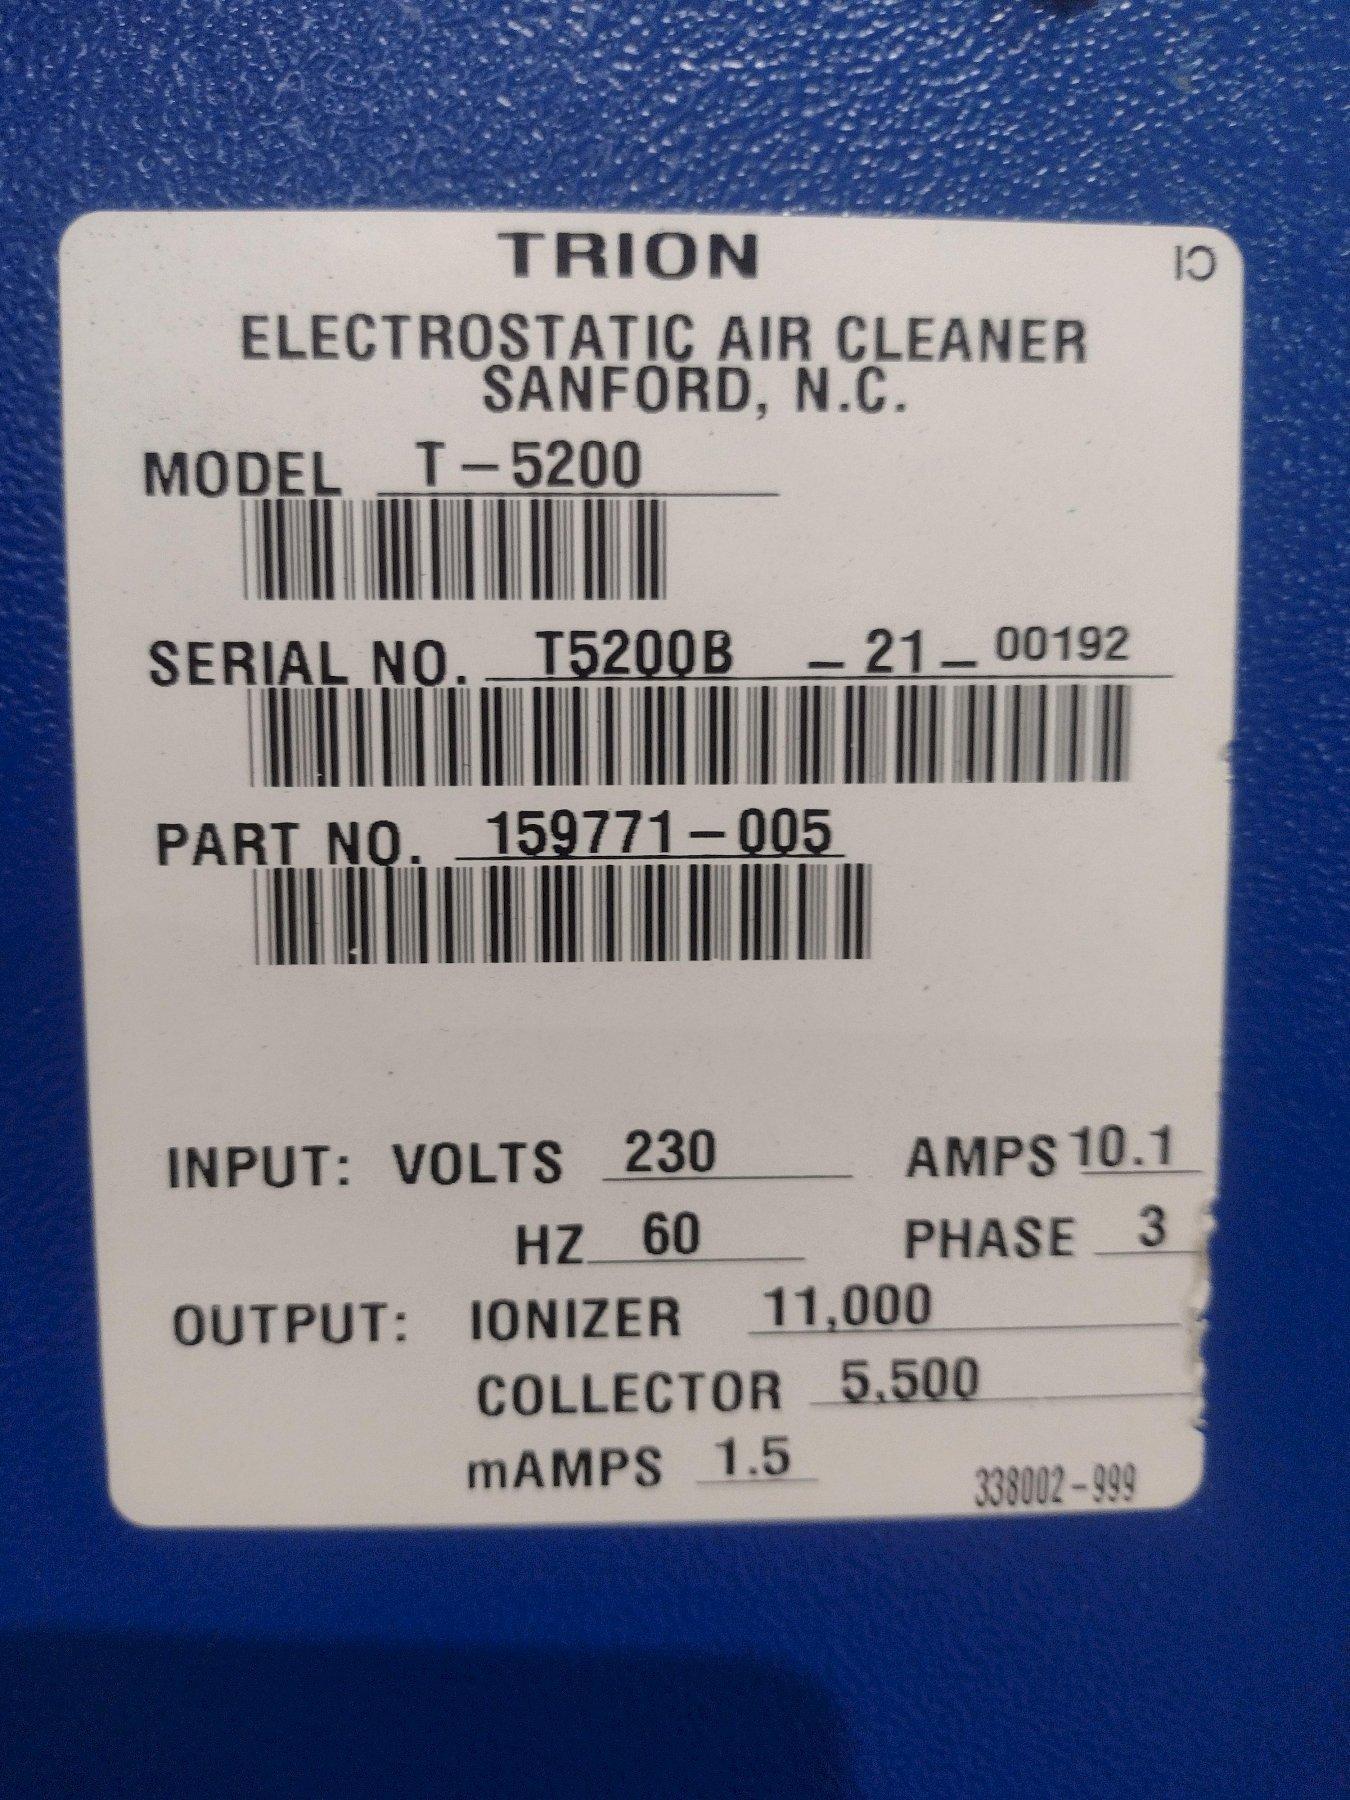 TRION
ELECTROSTATIC AIR CLEANER
SANFORD, N.C.
MODEL T-5200
SERIAL NO. T5200B -21-00192
PART NO. 159771-005
INPUT: VOLTS 230 AMPS 10.1
HZ 60 PHASE 3
OUTPUT: IONIZER 11,000
COLLECTOR 5,500
mAMPS 1.5
338002-999